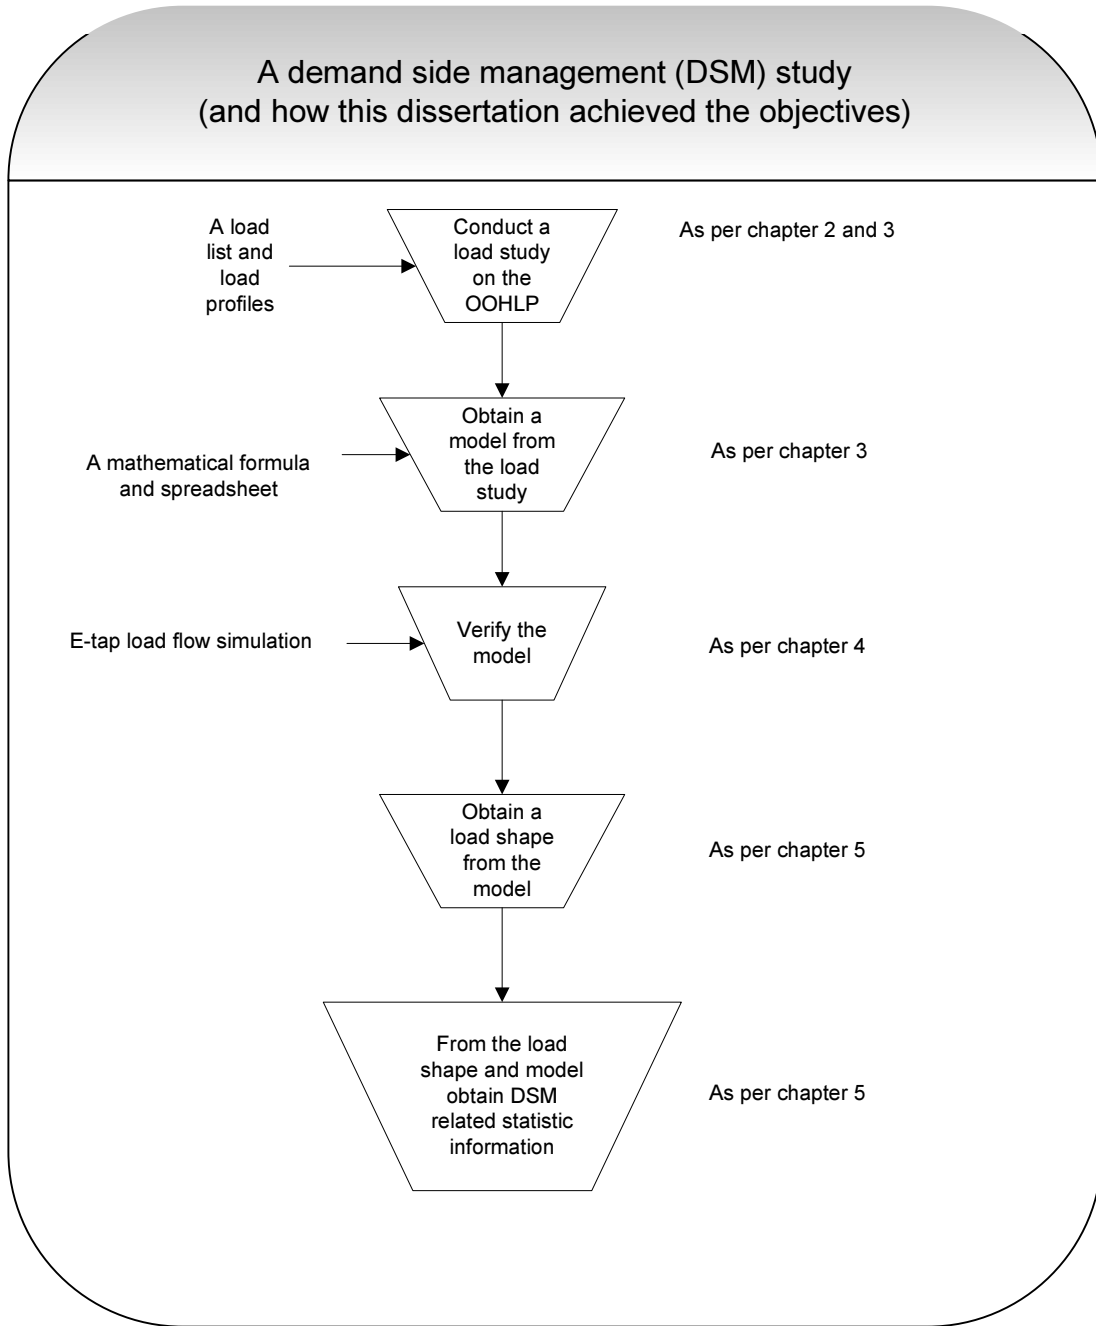 A demand side management (DSM) study
(and how this dissertation achieved the objectives)
A load
list and
load
profiles
Conduct a
load study
on the
OOHLP
As per chapter 2 and 3
A mathematical formula
and spreadsheet
Obtain a
model from
the load
study
As per chapter 3
E-tap load flow simulation
Verify the
model
As per chapter 4
Obtain a
load shape
from the
model
As per chapter 5
From the load
shape and model
obtain DSM
related statistic
information
As per chapter 5